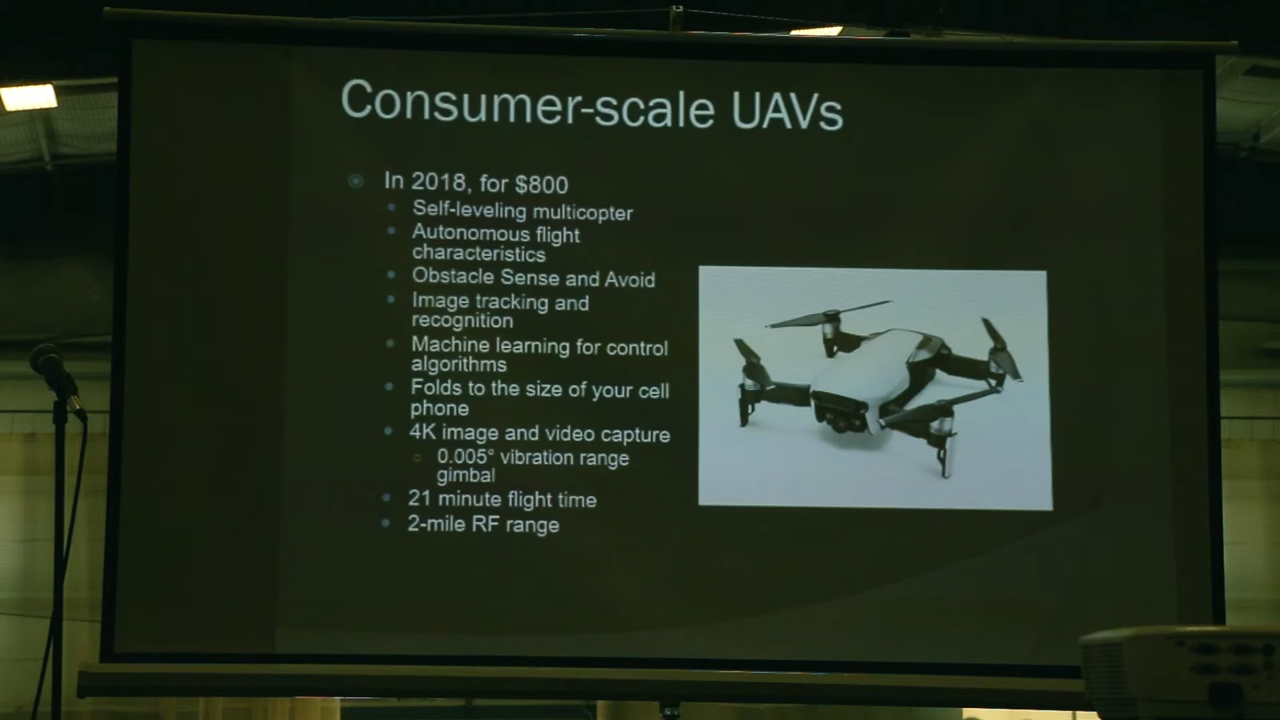 Consumer-scale UAVs
In 2018, for $800
Self-leveling multicopter
Autonomous flight
characteristics
Obstacle Sense and Avoid
Image tracking and
recognition
Machine learning for control
algorithms
Folds to the size of your cell
phone
4K image and video capture
0.005° vibration range
gimbal
21 minute flight time
2-mile RF range